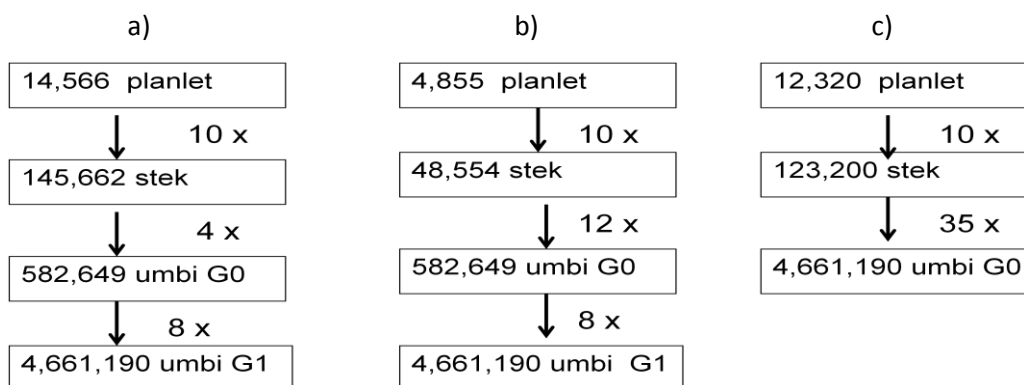 a)
14,566 planlet
10 x
145,662 stek
4 x
582,649 umbi G0
8 x
4,661,190 umbi G1
b)
4,855 planlet
10 x
48,554 stek
12 x
582,649 umbi G0
8 x
4,661,190 umbi G1
c)
12,320 planlet
10 x
123,200 stek
35 x
4,661,190 umbi G0